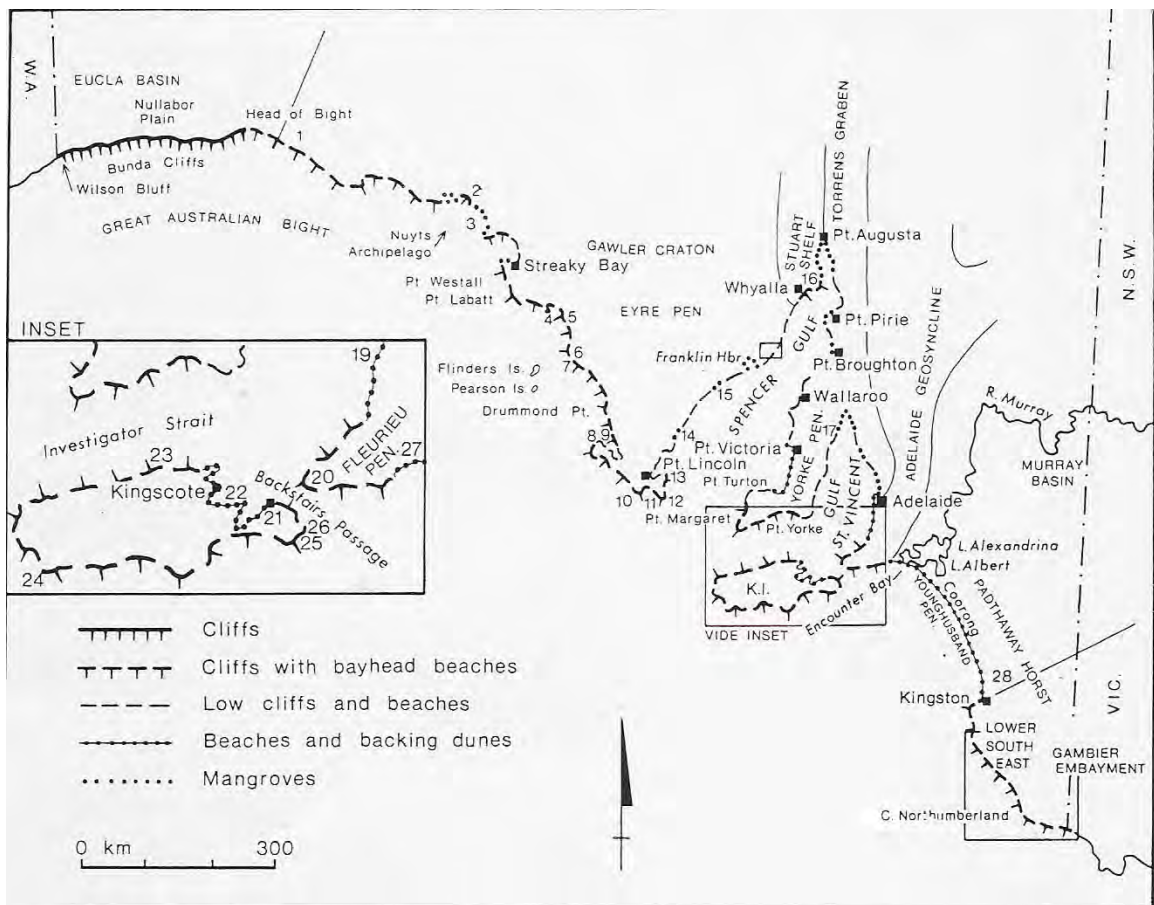 W.A.
EUCLA BASIN
Nullabor
Plain
Head of Bight
1
Bunda Cliffs
Wilson Bluff
GREAT AUSTRALIAN BIGHT
2
3
Nuyts
Archipelago
GAWLER CRATON
Streaky Bay
Pt Westall
Pt Labatt
4
5
EYRE PEN
6
7
Flinders Is.
Pearson Is.
Drummond Pt.
8
9
10
11
12
13
14
15
Pt. Lincoln
Franklin Hbr
Whyalla
16
STUART
SHELF
TORRENS GRABEN
Pt. Augusta
Pt. Pirie
Pt. Broughton
SPENCER GULF
Wallaroo
17
Pt. Victoria
YORKE PEN.
Pt Turton
Pt. Margaret
Pt. Yorke
GULF
ST. VINCENT
Adelaide
ADELAIDE GEOSYNCLINE
R. Murray
N.S.W.
MURRAY
BASIN
L. Alexandrina
L. Albert
K.I.
VIDE INSET
Encounter Bay
YOUNGHUSBAND
PEN.
Coorong
PADTHAWAY HORST
28
Kingston
VIC.
LOWER
SOUTH
EAST
GAMBIER
EMBAYMENT
C. Northumberland
INSET
19
Investigator Strait
23
FLEURIEU
PEN.
20
27
Kingscote
22
Backstairs Passage
21
26
25
24
Cliffs
Cliffs with bayhead beaches
Low cliffs and beaches
Beaches and backing dunes
Mangroves
0 km 300